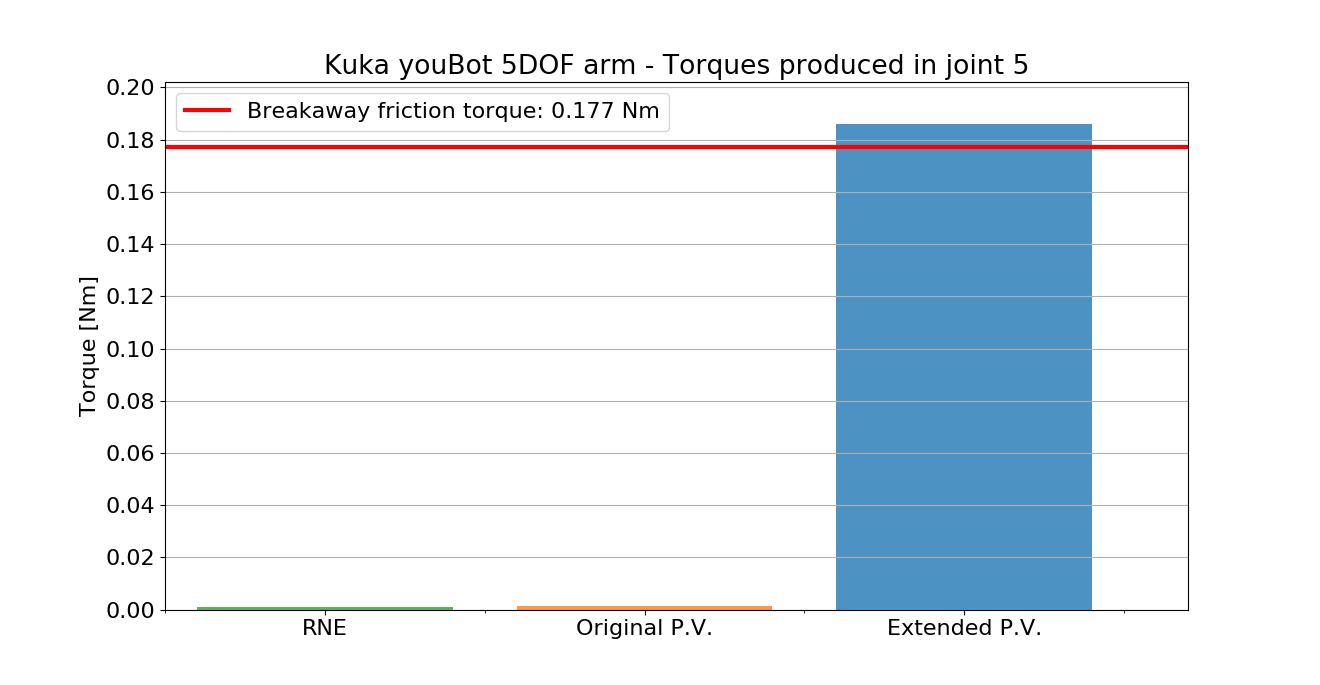 Kuka youBot 5DOF arm - Torques produced in joint 5
Breakaway friction torque: 0.177 Nm
Torque [Nm]
0.20
0.18
0.16
0.14
0.12
0.10
0.08
0.06
0.04
0.02
0.00
RNE
Original P.V.
Extended P.V.